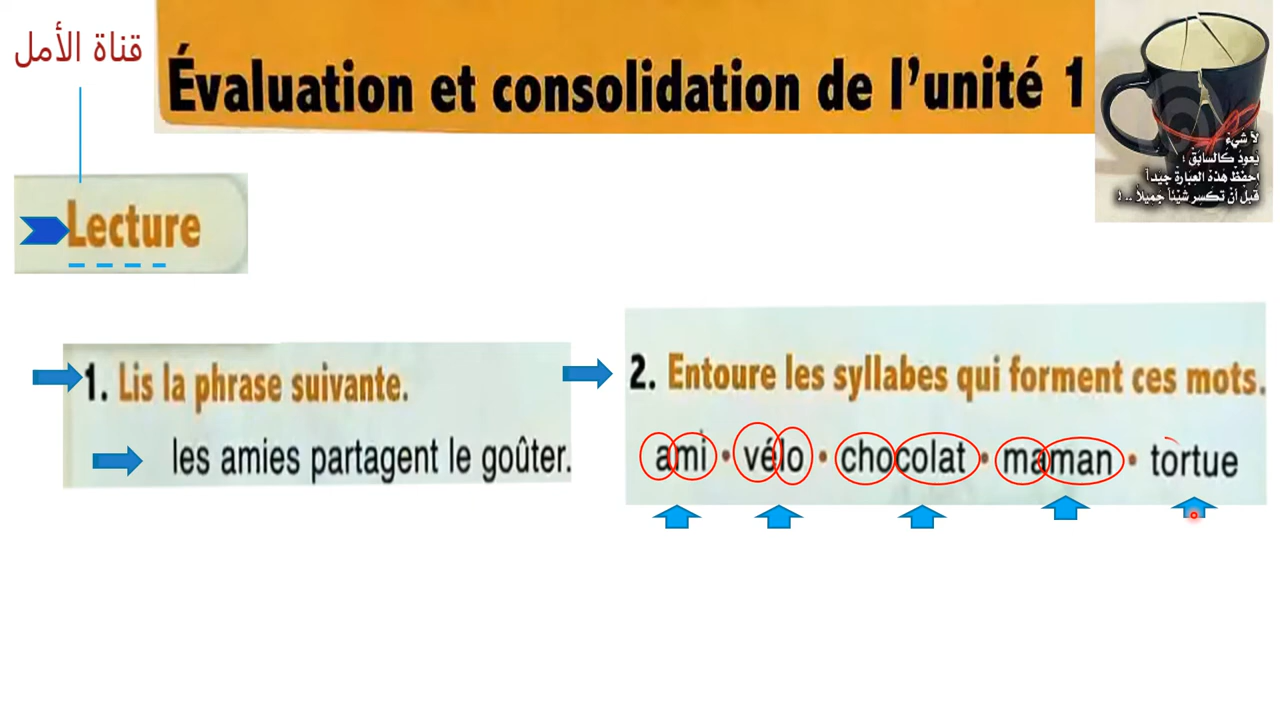 قناة الأمل
Évaluation et consolidation de l'unité 1
لا شيء
يعود كالسابق ؛
احفظ هذه العبارة جيداً
قبل أن تكسر شيئاً جميلاً .. !
Lecture
1. Lis la phrase suivante.
les amies partagent le goûter.
2. Entoure les syllabes qui forment ces mots.
ami • vélo • chocolat • maman • tortue